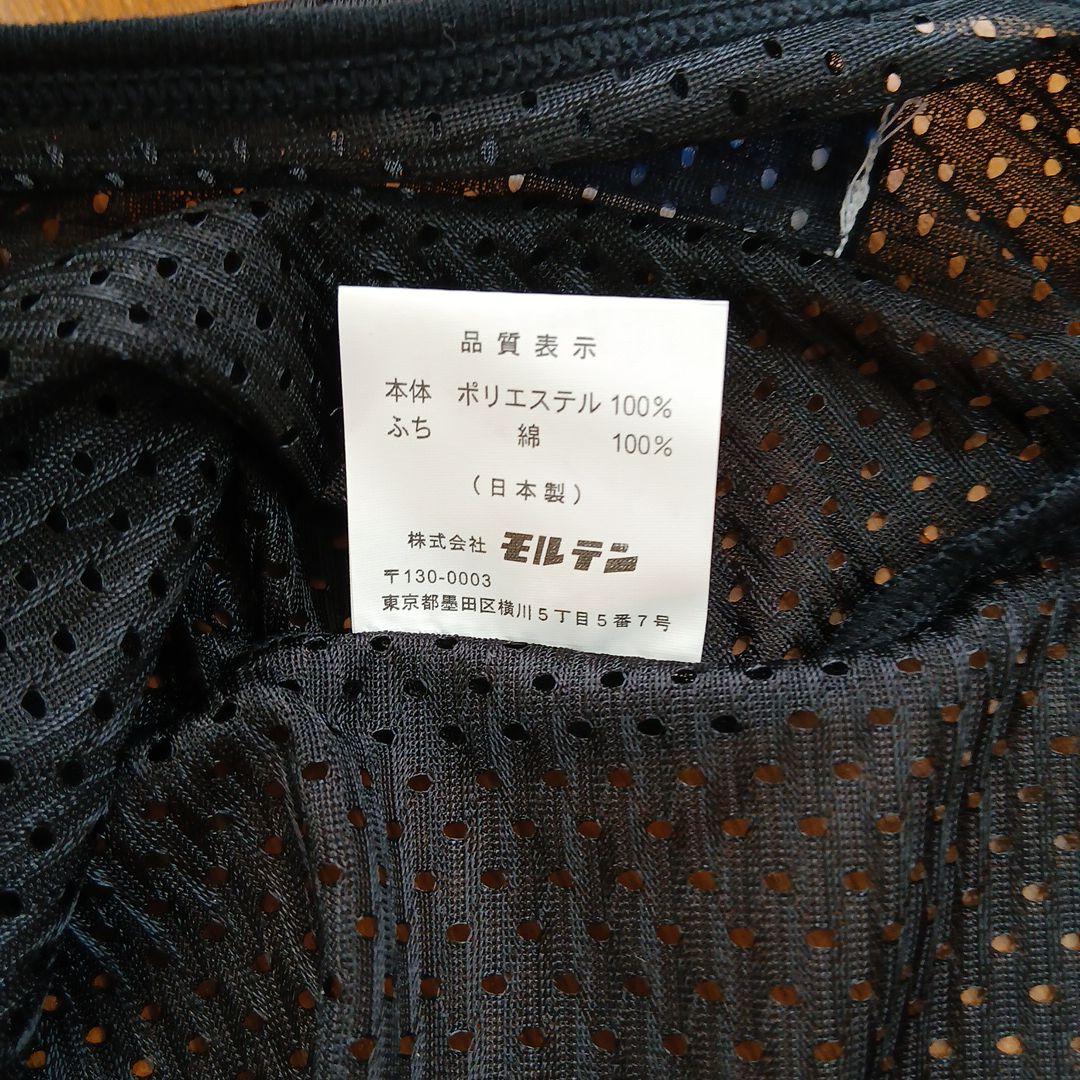 品質表示
本体 ポリエステル 100%
ふち 綿 100%
(日本製)
株式会社 モルテン
〒130-0003
東京都墨田区横川5丁目5番7号